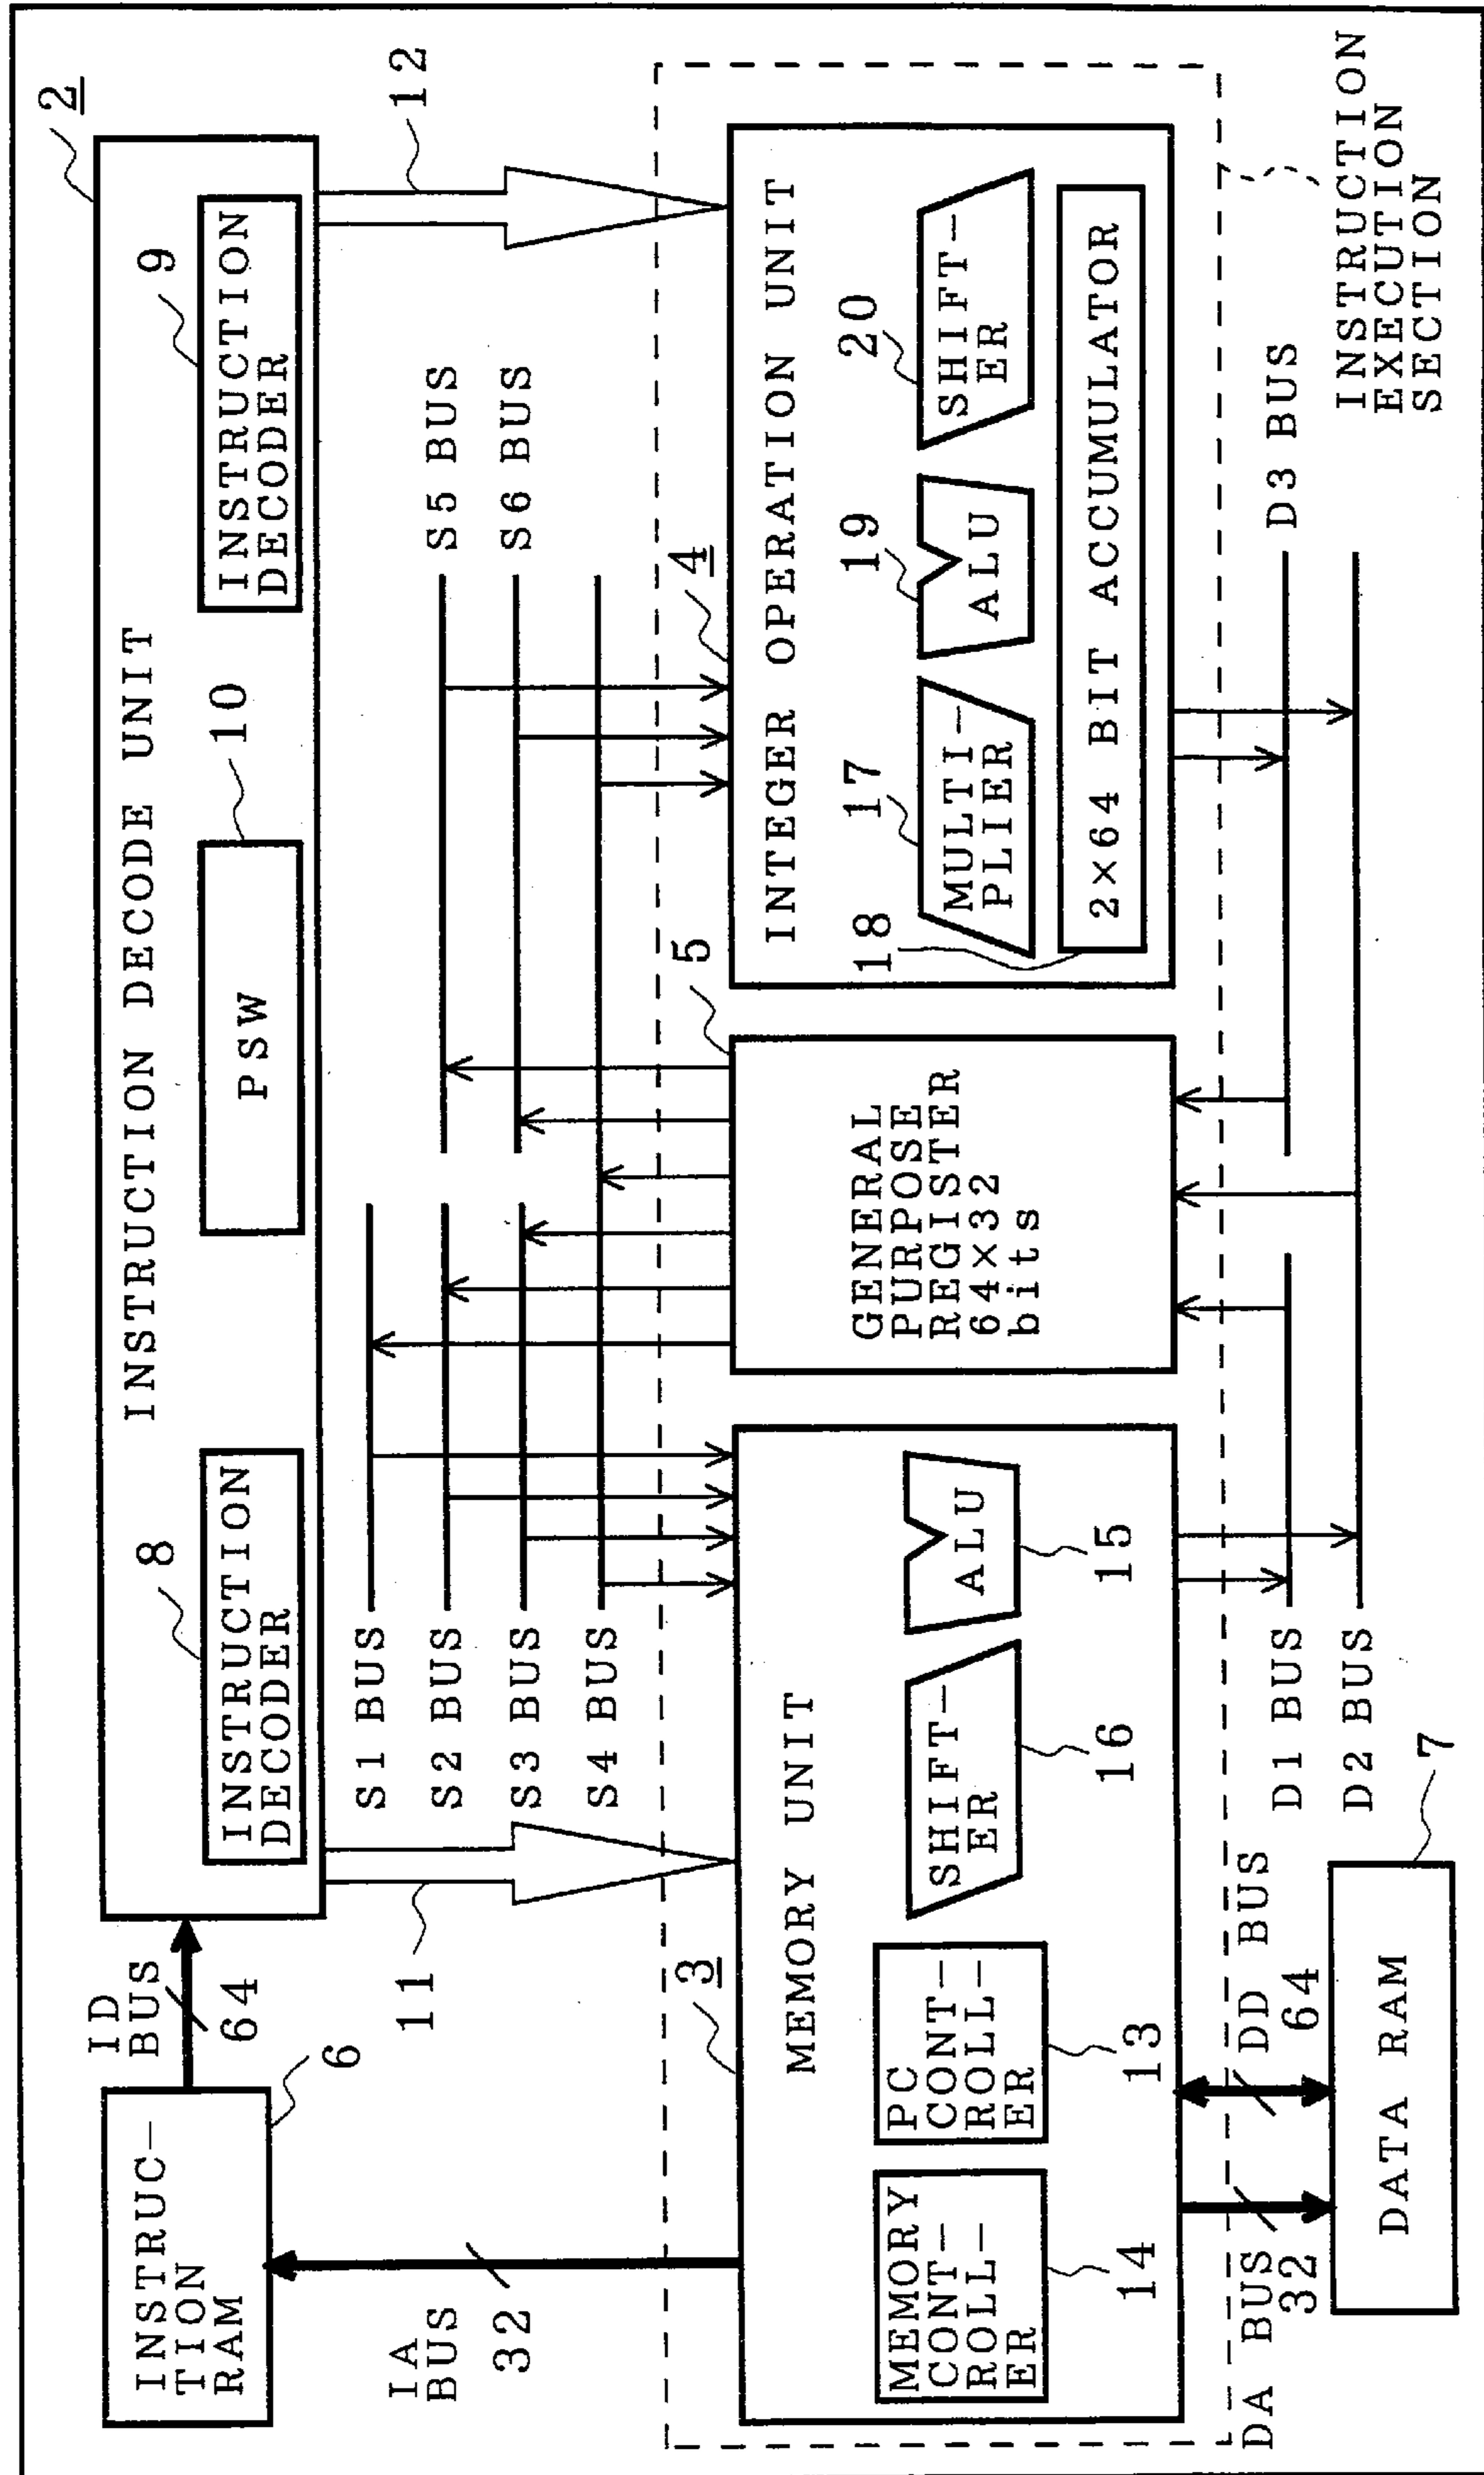 2
INSTRUCTION DECODE UNIT
8
INSTRUCTION
DECODER
10
PSW
9
INSTRUCTION
DECODER
INSTRUC-
TION
RAM
6
ID
BUS
64
IA
BUS
32
11
12
S1 BUS
S2 BUS
S3 BUS
S4 BUS
S5 BUS
S6 BUS
3
MEMORY UNIT
MEMORY
CONT-
ROLL-
ER
14
PC
CONT-
ROLL-
ER
13
SHIFT-
ER
16
ALU
15
5
GENERAL
PURPOSE
REGISTER
64×32
bits
4
INTEGER OPERATION UNIT
17
MULTI-
PLIER
18
19
ALU
20
SHIFT-
ER
2×64 BIT ACCUMULATOR
DA BUS
32
DD BUS
64
D1 BUS
D2 BUS
D3 BUS
INSTRUCTION
EXECUTION
SECTION
DATA RAM
7